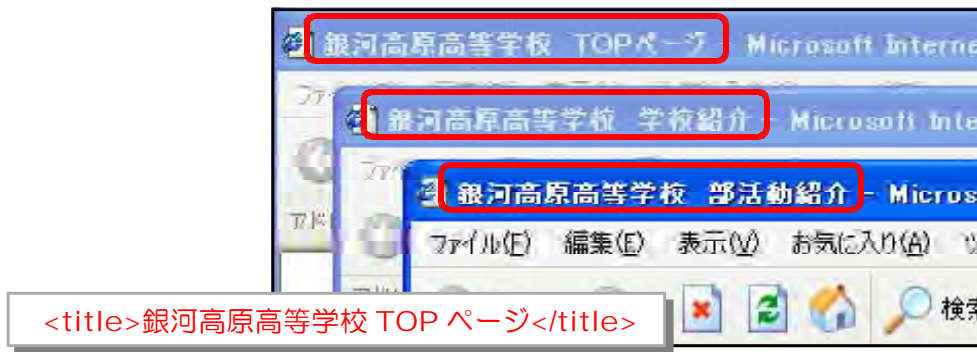 銀河高原高等学校 TOPページ - Microsoft Interne
銀河高原高等学校 学校紹介 - Microsoft Inte
銀河高原高等学校 部活動紹介 - Micros
ファイル(F) 編集(E) 表示(V) お気に入り(A)
検索
<title>銀河高原高等学校 TOP ページ</title>